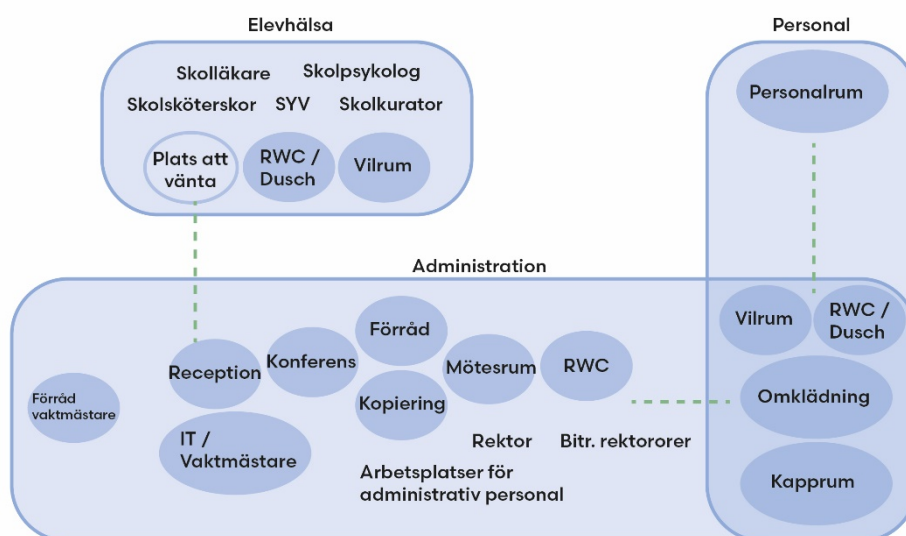 Elevhälsa
Personal
Skolläkare
Skolpsykolog
Skolsköterskor
SYV
Skolkurator
Personalrum
Plats att
vänta
RWC /
Dusch
Vilrum
Administration
Förråd
Vilrum
RWC /
Dusch
Reception
Konferens
Mötesrum
RWC
Förråd
vaktmästare
Kopiering
Omklädning
IT /
Vaktmästare
Rektor
Bitr. rektororer
Arbetsplatser för
administrativ personal
Kapprum